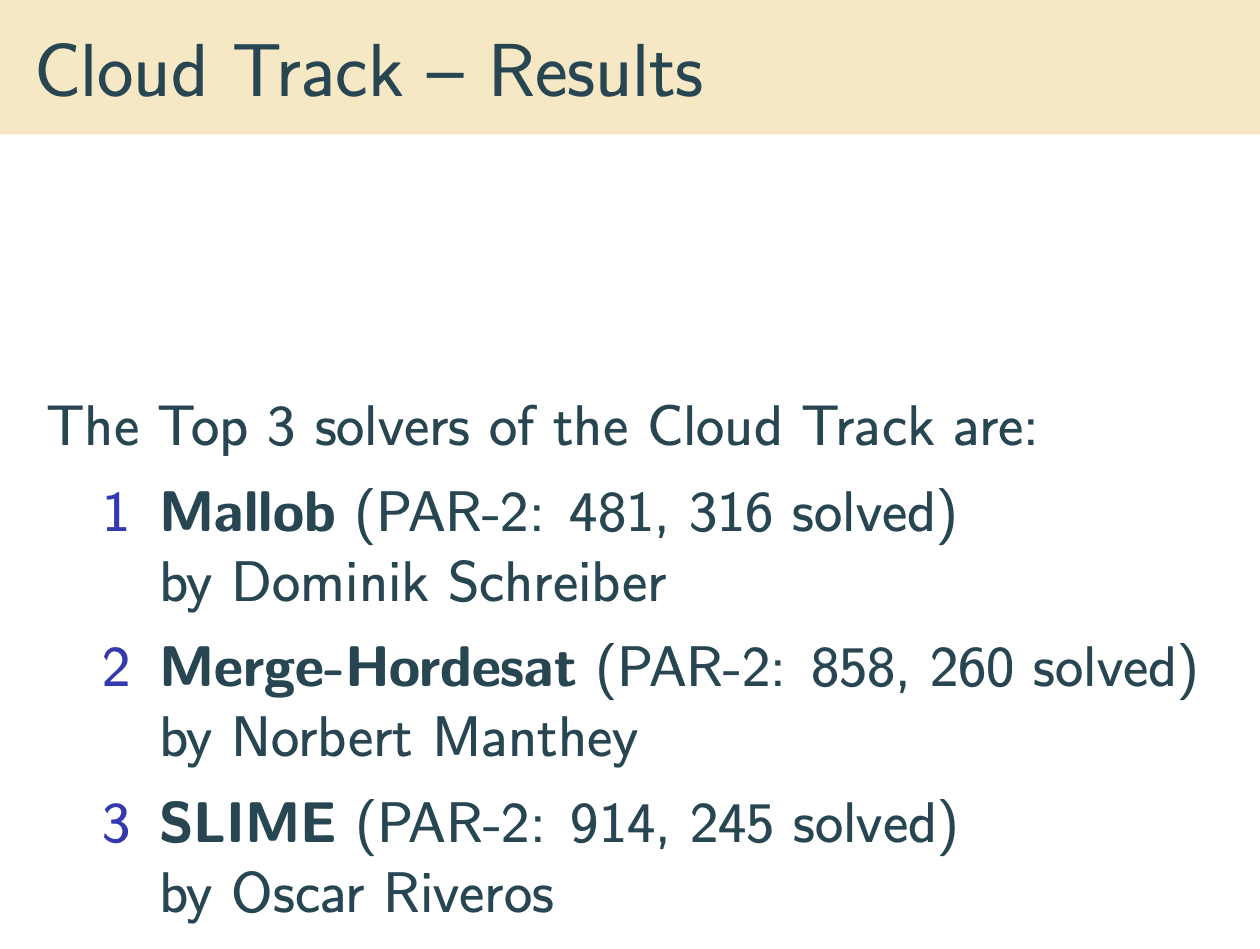 Cloud Track – Results
The Top 3 solvers of the Cloud Track are:
1 Mallob (PAR-2: 481, 316 solved)
by Dominik Schreiber
2 Merge-Hordesat (PAR-2: 858, 260 solved)
by Norbert Manthey
3 SLIME (PAR-2: 914, 245 solved)
by Oscar Riveros